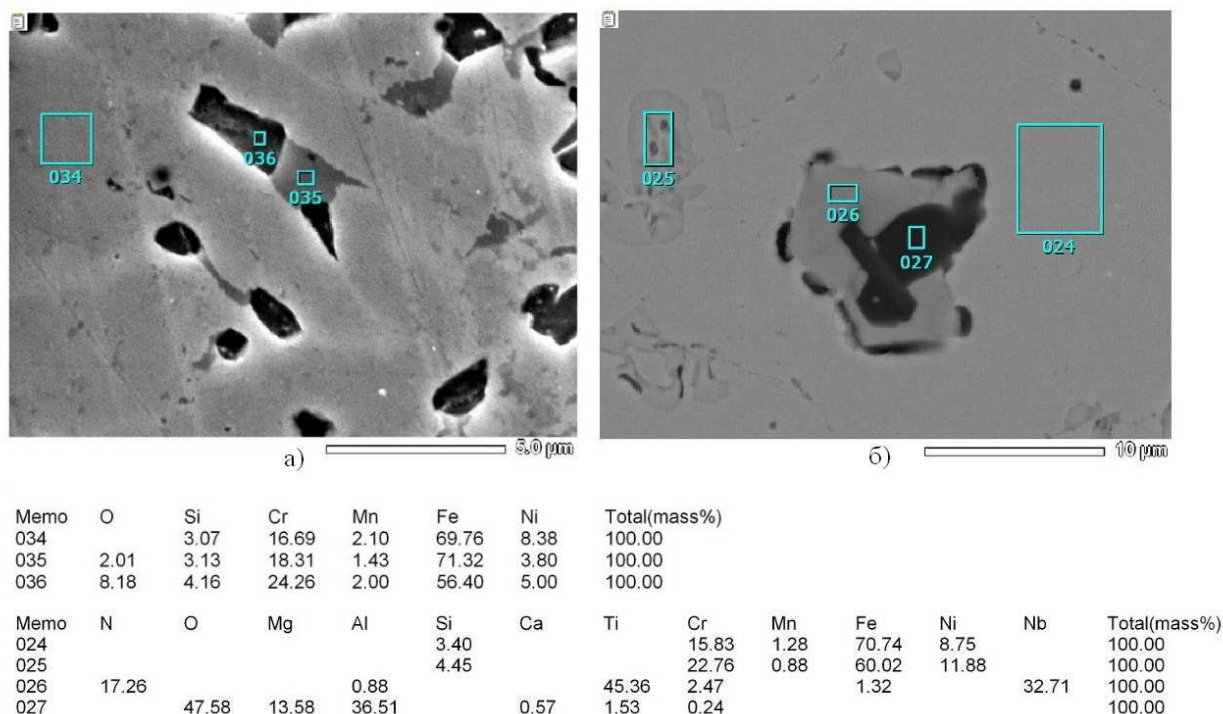 036
034
035
5.0 µm
а)
025
026
027
024
10 µm
б)
Memo O Si Cr Mn Fe Ni Total(mass%)
034 3.07 16.69 2.10 69.76 8.38 100.00
035 2.01 3.13 18.31 1.43 71.32 3.80 100.00
036 8.18 4.16 24.26 2.00 56.40 5.00 100.00
Memo N O Mg Al Si Ca Ti Cr Mn Fe Ni Nb Total(mass%)
024 3.40 15.83 1.28 70.74 8.75 100.00
025 4.45 22.76 0.88 60.02 11.88 100.00
026 17.26 0.88 45.36 2.47 1.32 32.71 100.00
027 47.58 13.58 36.51 0.57 1.53 0.24 100.00